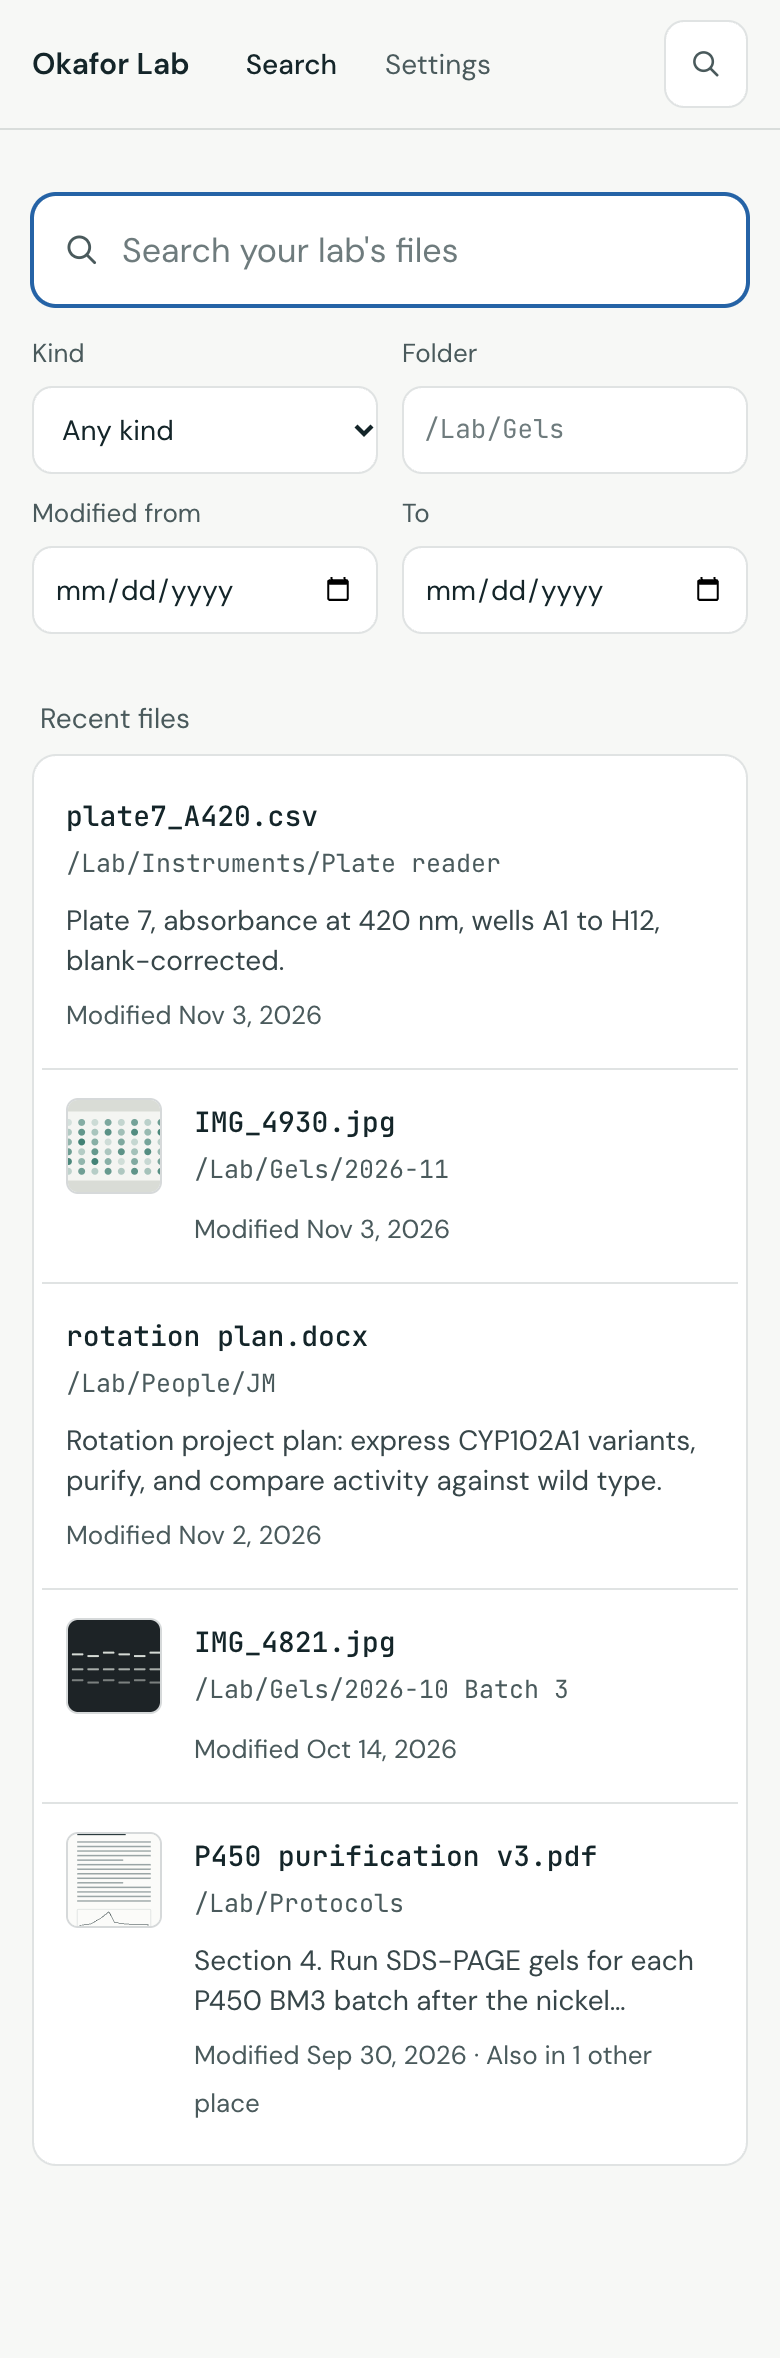 Okafor Lab Search Settings
Search your lab's files
Kind Folder
Any kind /Lab/Gels
Modified from To
mm/dd/yyyy mm/dd/yyyy
Recent files
plate7_A420.csv
/Lab/Instruments/Plate reader
Plate 7, absorbance at 420 nm, wells A1 to H12,
blank-corrected.
Modified Nov 3, 2026
IMG_4930.jpg
/Lab/Gels/2026-11
Modified Nov 3, 2026
rotation plan.docx
/Lab/People/JM
Rotation project plan: express CYP102A1 variants,
purify, and compare activity against wild type.
Modified Nov 2, 2026
IMG_4821.jpg
/Lab/Gels/2026-10 Batch 3
Modified Oct 14, 2026
P450 purification v3.pdf
/Lab/Protocols
Section 4. Run SDS-PAGE gels for each
P450 BM3 batch after the nickel…
Modified Sep 30, 2026 · Also in 1 other
place